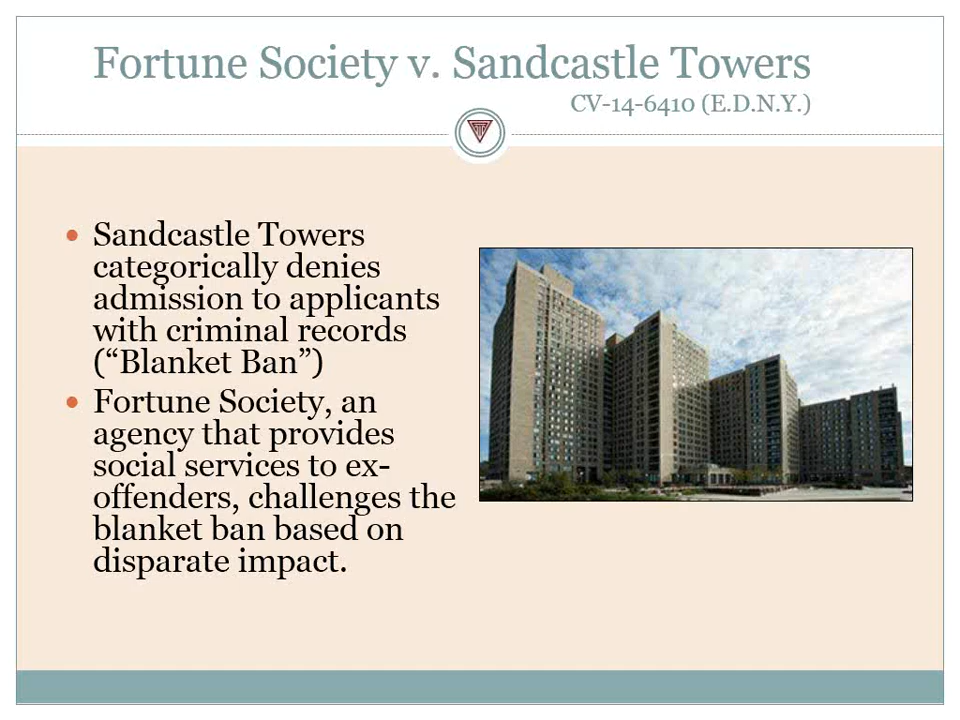 Fortune Society v. Sandcastle Towers
CV-14-6410 (E.D.N.Y.)
• Sandcastle Towers
categorically denies
admission to applicants
with criminal records
(“Blanket Ban”)
• Fortune Society, an
agency that provides
social services to ex-
offenders, challenges the
blanket ban based on
disparate impact.